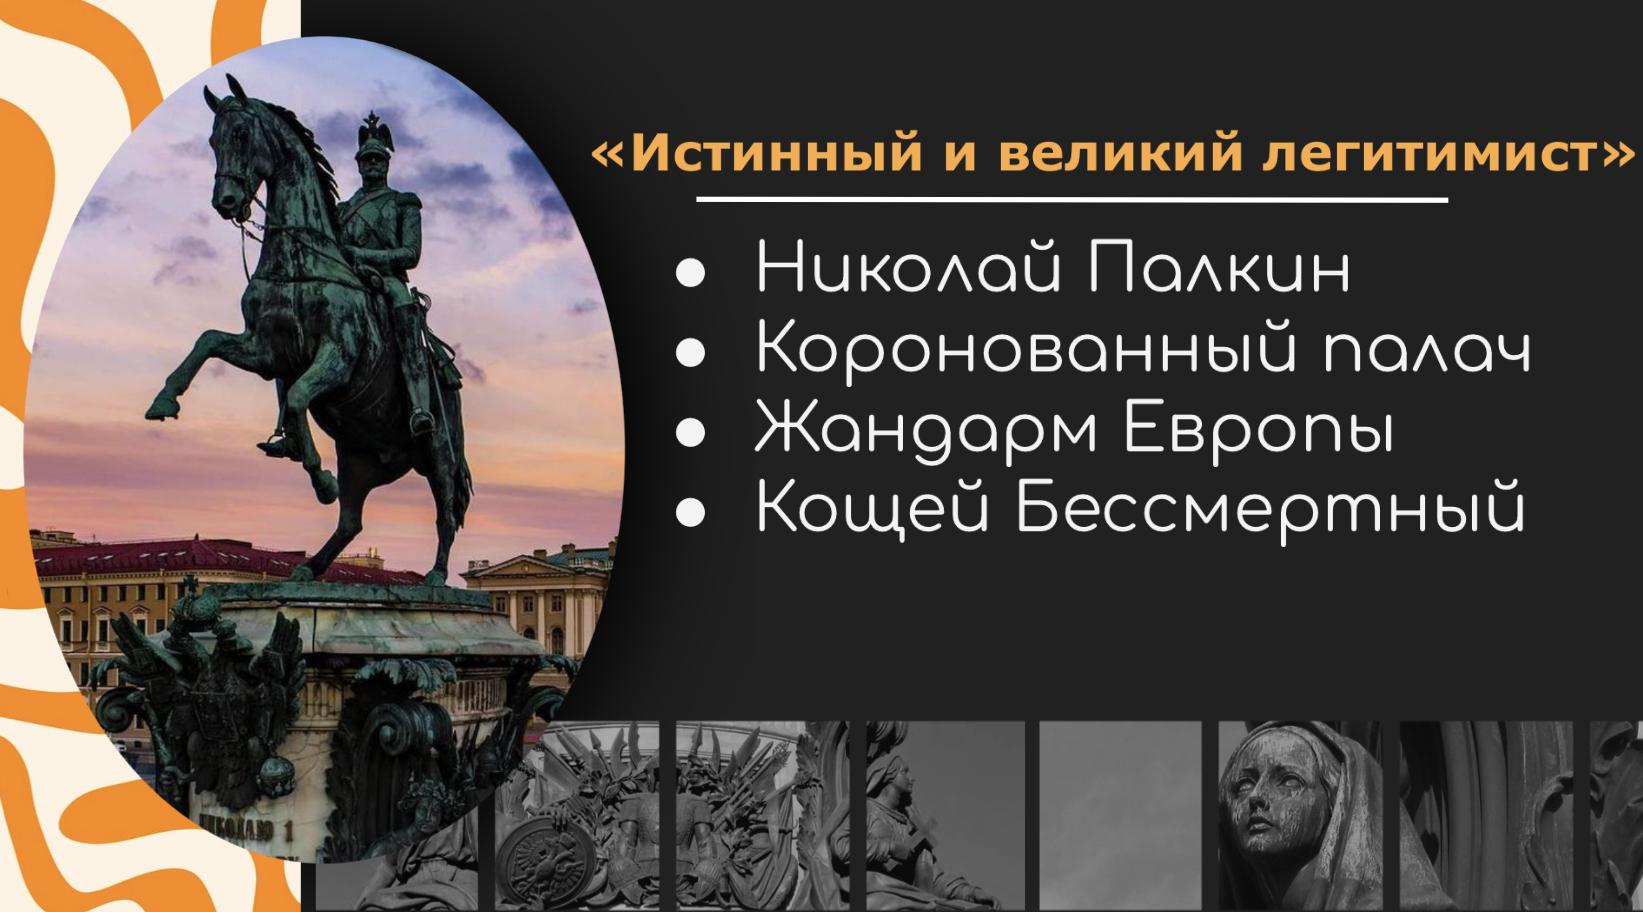 «Истинный и великий легитимист»
● Николай Палкин
● Коронованный палач
● Жандарм Европы
● Кощей Бессмертный
НИКОЛАЮ I